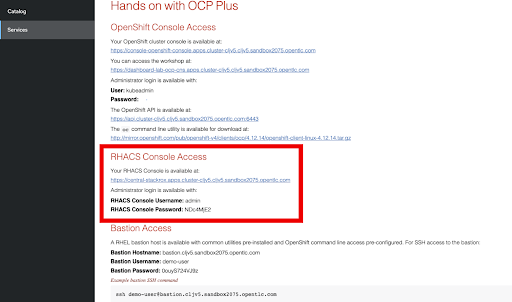 Catalog
Services
Hands on with OCP Plus
OpenShift Console Access
Your OpenShift cluster console is available at:
https://console-openshift-console.apps.cluster-cljv5.cljv5.sandbox2075.opentlc.com
You can access the workshop at:
https://dashboard-lab-ocp-cns.apps.cluster-cljv5.cljv5.sandbox2075.opentlc.com
Administrator login is available with:
User: kubeadmin
Password:
The OpenShift API is available at:
https://api.cluster-cljv5.cljv5.sandbox2075.opentlc.com:6443
The oc command line utility is available for download at:
http://mirror.openshift.com/pub/openshift-v4/clients/ocp/4.12.14/openshift-client-linux-4.12.14.tar.gz
RHACS Console Access
Your RHACS Console is available at:
https://central-stackrox.apps.cluster-cljv5.cljv5.sandbox2075.opentlc.com
Administrator login is available with:
RHACS Console Username: admin
RHACS Console Password: NDc4MjE2
Bastion Access
A RHEL bastion host is available with common utilities pre-installed and OpenShift command line access pre-configured. For SSH access to the bastion:
Bastion Hostname: bastion.cljv5.sandbox2075.opentlc.com
Bastion Username: demo-user
Bastion Password: 0ouyS724VJ9z
Example bastion SSH command
ssh demo-user@bastion.cljv5.sandbox2075.opentlc.com